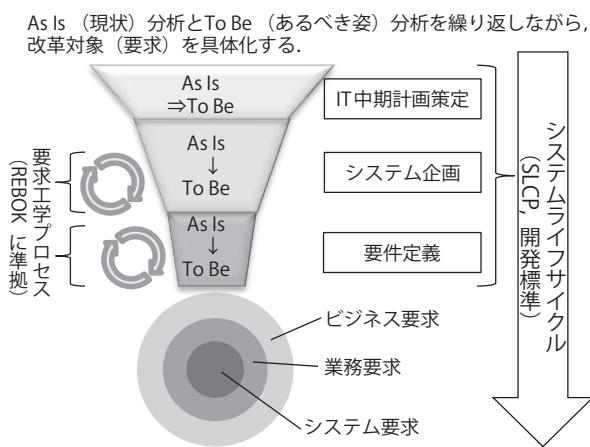 As Is （現状）分析とTo Be （あるべき姿）分析を繰り返しながら,
改革対象（要求）を具体化する.
As Is
⇒To Be
IT中期計画策定
As Is
↓
To Be
システム企画
As Is
↓
To Be
要件定義
要求工学プロセス
(REBOK に準拠)
システムライフサイクル
(SLCP, 開発標準)
ビジネス要求
業務要求
システム要求